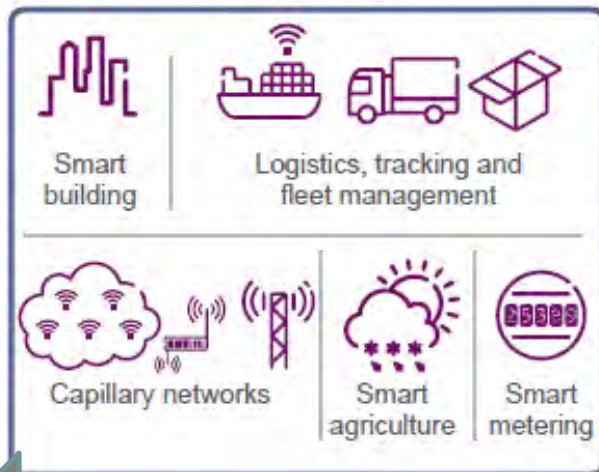 Smart
building
Logistics, tracking and
fleet management
Capillary networks
Smart
agriculture
Smart
metering